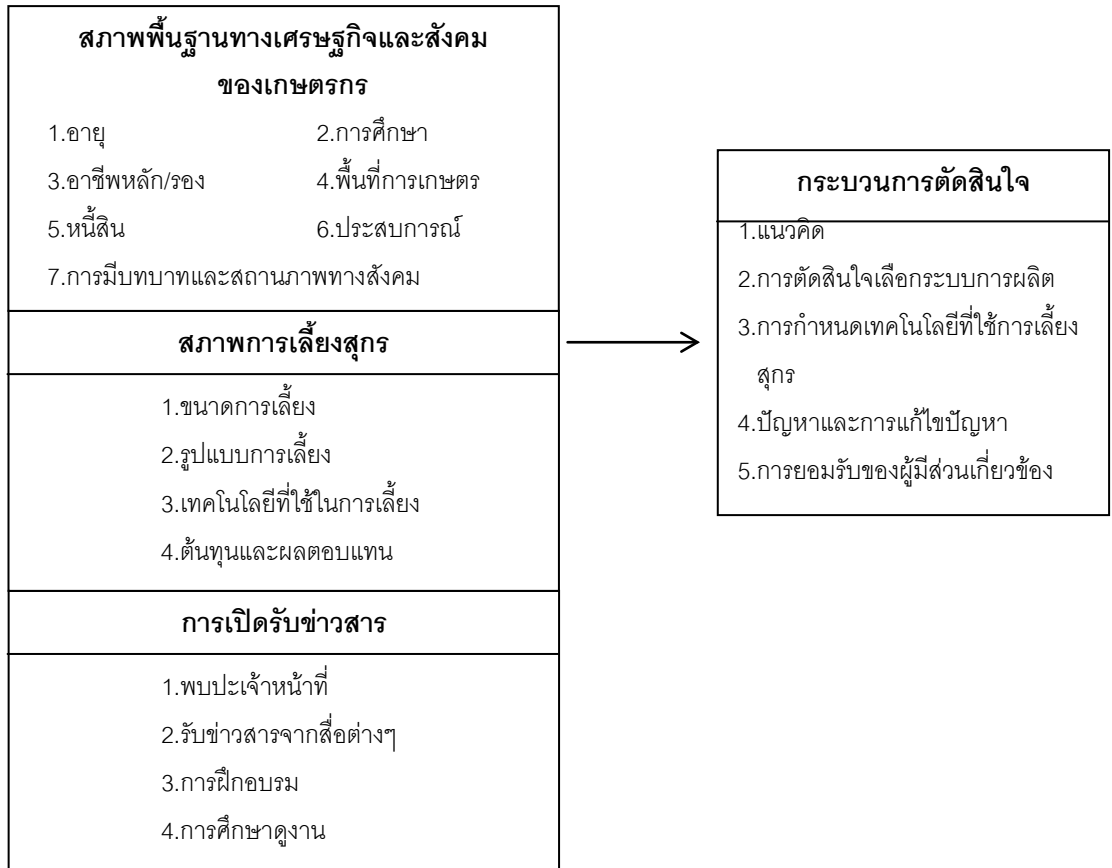 สภาพพื้นฐานทางเศรษฐกิจและสังคม
ของเกษตรกร
1.อายุ 2.การศึกษา
3.อาชีพหลัก/รอง 4.พื้นที่การเกษตร
5.หนี้สิน 6.ประสบการณ์
7.การมีบทบาทและสถานภาพทางสังคม
สภาพการเลี้ยงสุกร
1.ขนาดการเลี้ยง
2.รูปแบบการเลี้ยง
3.เทคโนโลยีที่ใช้ในการเลี้ยง
4.ต้นทุนและผลตอบแทน
การเปิดรับข่าวสาร
1.พบปะเจ้าหน้าที่
2.รับข่าวสารจากสื่อต่างๆ
3.การฝึกอบรม
4.การศึกษาดูงาน
กระบวนการตัดสินใจ
1.แนวคิด
2.การตัดสินใจเลือกระบบการผลิต
3.การกำหนดเทคโนโลยีที่ใช้การเลี้ยง
สุกร
4.ปัญหาและการแก้ไขปัญหา
5.การยอมรับของผู้มีส่วนเกี่ยวข้อง